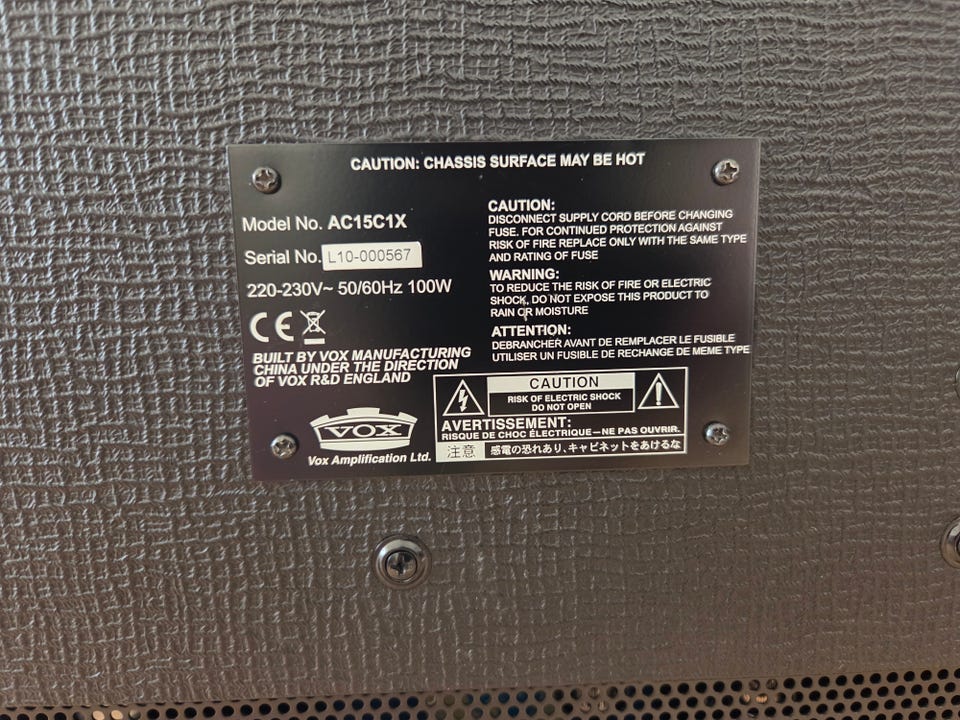 CAUTION: CHASSIS SURFACE MAY BE HOT
Model No. AC15C1X
Serial No. L10-000567
220-230V~ 50/60Hz 100W
CE
BUILT BY VOX MANUFACTURING
CHINA UNDER THE DIRECTION
OF VOX R&D ENGLAND
VOX
Vox Amplification Ltd.
CAUTION:
DISCONNECT SUPPLY CORD BEFORE CHANGING
FUSE. FOR CONTINUED PROTECTION AGAINST
RISK OF FIRE REPLACE ONLY WITH THE SAME TYPE
AND RATING OF FUSE
WARNING:
TO REDUCE THE RISK OF FIRE OR ELECTRIC
SHOCK, DO NOT EXPOSE THIS PRODUCT TO
RAIN OR MOISTURE
ATTENTION:
DEBRANCHER AVANT DE REMPLACER LE FUSIBLE
UTILISER UN FUSIBLE DE RECHANGE DE MEME TYPE
CAUTION
RISK OF ELECTRIC SHOCK
DO NOT OPEN
AVERTISSEMENT:
RISQUE DE CHOC ÉLECTRIQUE—NE PAS OUVRIR.
注意 感電の恐れあり、キャビネットをあけるな